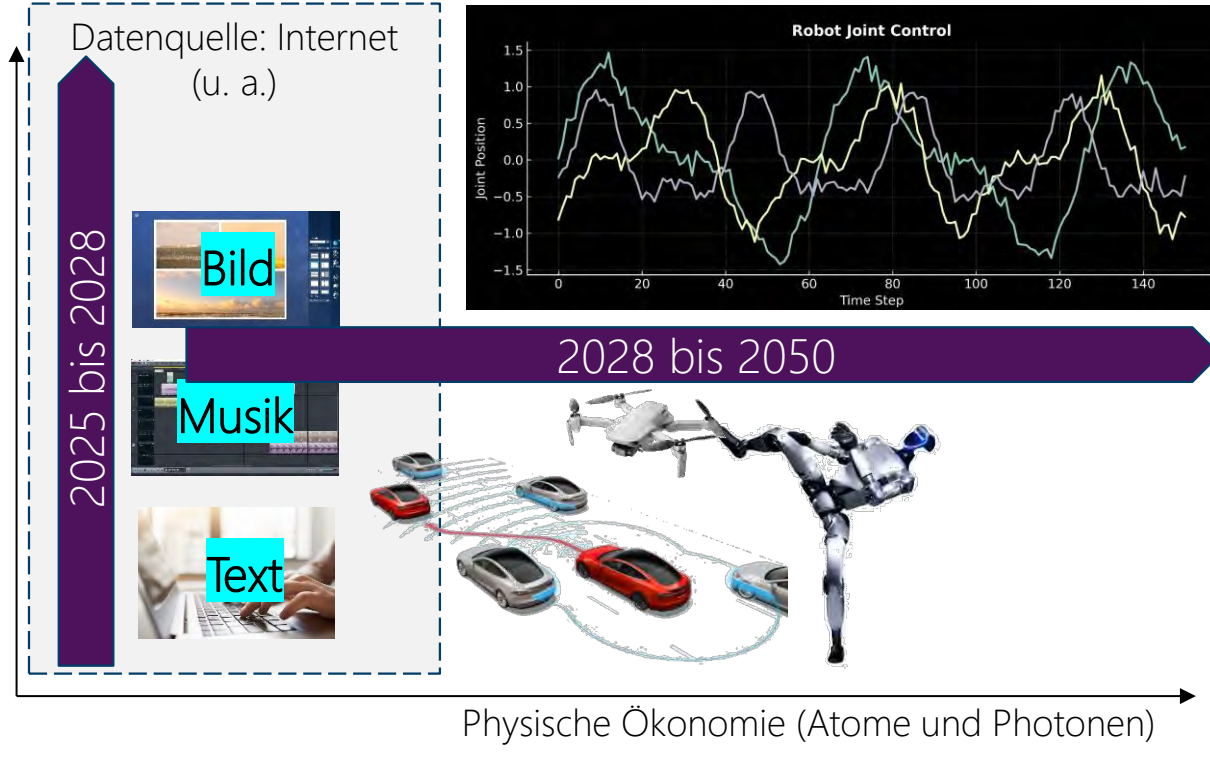 Datenquelle: Internet
(u. a.)
2025 bis 2028
Bild
Musik
Text
Robot Joint Control
Joint Position
1.5
1.0
0.5
0.0
−0.5
−1.0
−1.5
0 20 40 60 80 100 120 140
Time Step
2028 bis 2050
Physische Ökonomie (Atome und Photonen)